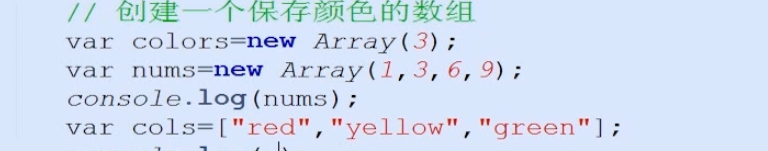 // 创建一个保存颜色的数组
var colors=new Array(3);
var nums=new Array(1,3,6,9);
console.log(nums);
var cols=["red","yellow","green"];